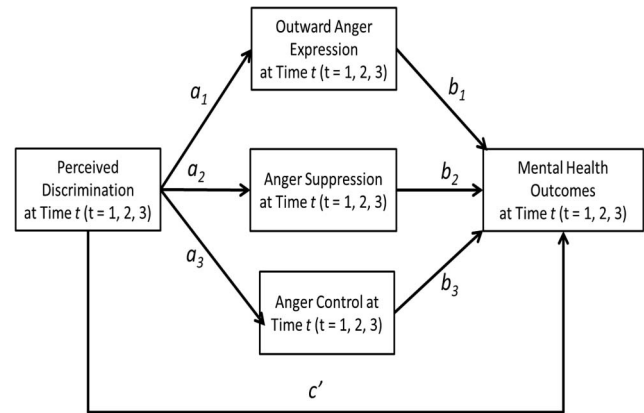 Outward Anger
Expression
at Time t (t = 1, 2, 3)
a1
b1
Perceived
Discrimination
at Time t (t = 1, 2, 3)
a2
Anger Suppression
at Time t (t = 1, 2, 3)
b2
Mental Health
Outcomes
at Time t (t = 1, 2, 3)
a3
Anger Control at
Time t (t = 1, 2, 3)
b3
c’